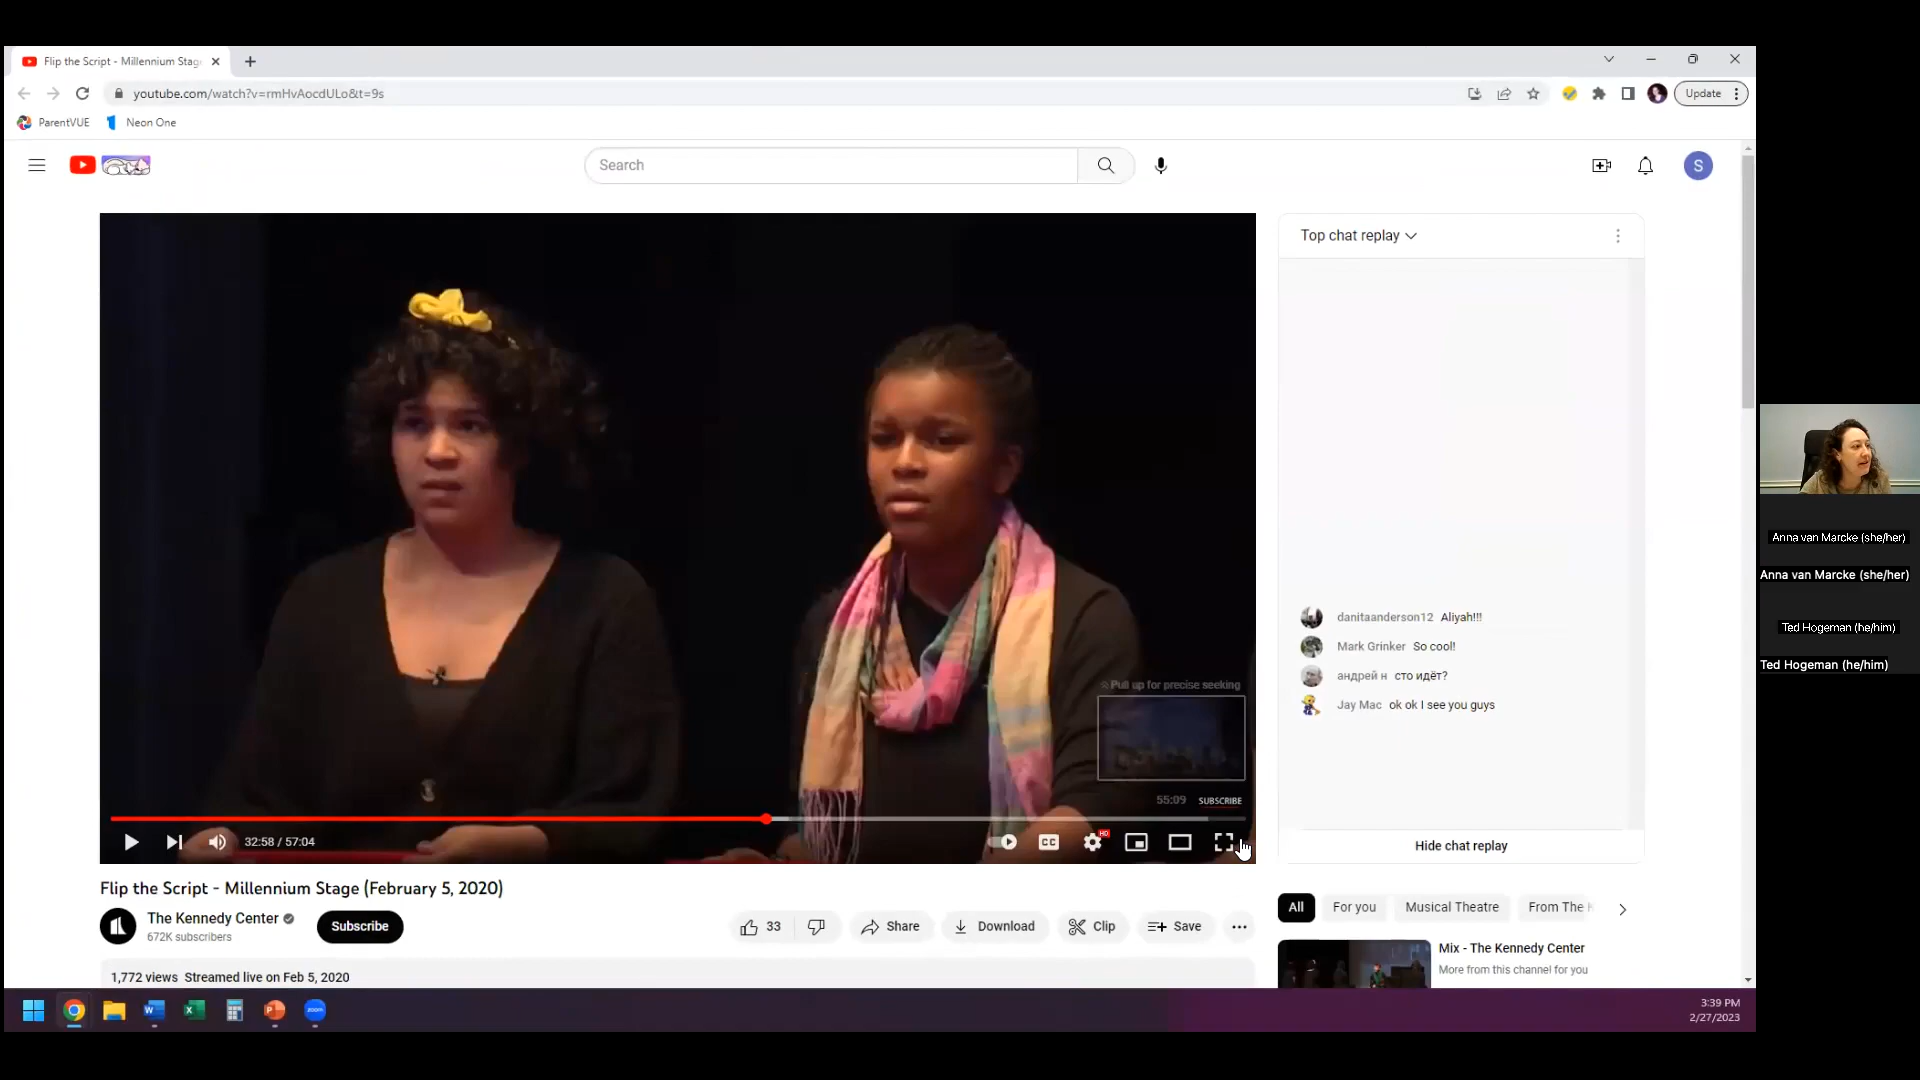 Flip the Script - Millennium Stag
youtube.com/watch?v=rmHvAocdULo&t=9s
Update
ParentVUE
Neon One
Search
S
Top chat replay
danitaanderson12 Aliyah!!!
Mark Grinker So cool!
андрей н сто идёт?
Jay Mac ok ok I see you guys
Hide chat replay
Pull up for precise seeking
55:09
SUBSCRIBE
32:58 / 57:04
CC
HD
Flip the Script - Millennium Stage (February 5, 2020)
The Kennedy Center
672K subscribers
Subscribe
33
Share
Download
Clip
Save
1,772 views Streamed live on Feb 5, 2020
All
For you
Musical Theatre
From The
Mix - The Kennedy Center
More from this channel for you
Anna van Marcke (she/her)
Anna van Marcke (she/her)
Ted Hogeman (he/him)
Ted Hogeman (he/him)
W
X
P
zoom
3:39 PM
2/27/2023